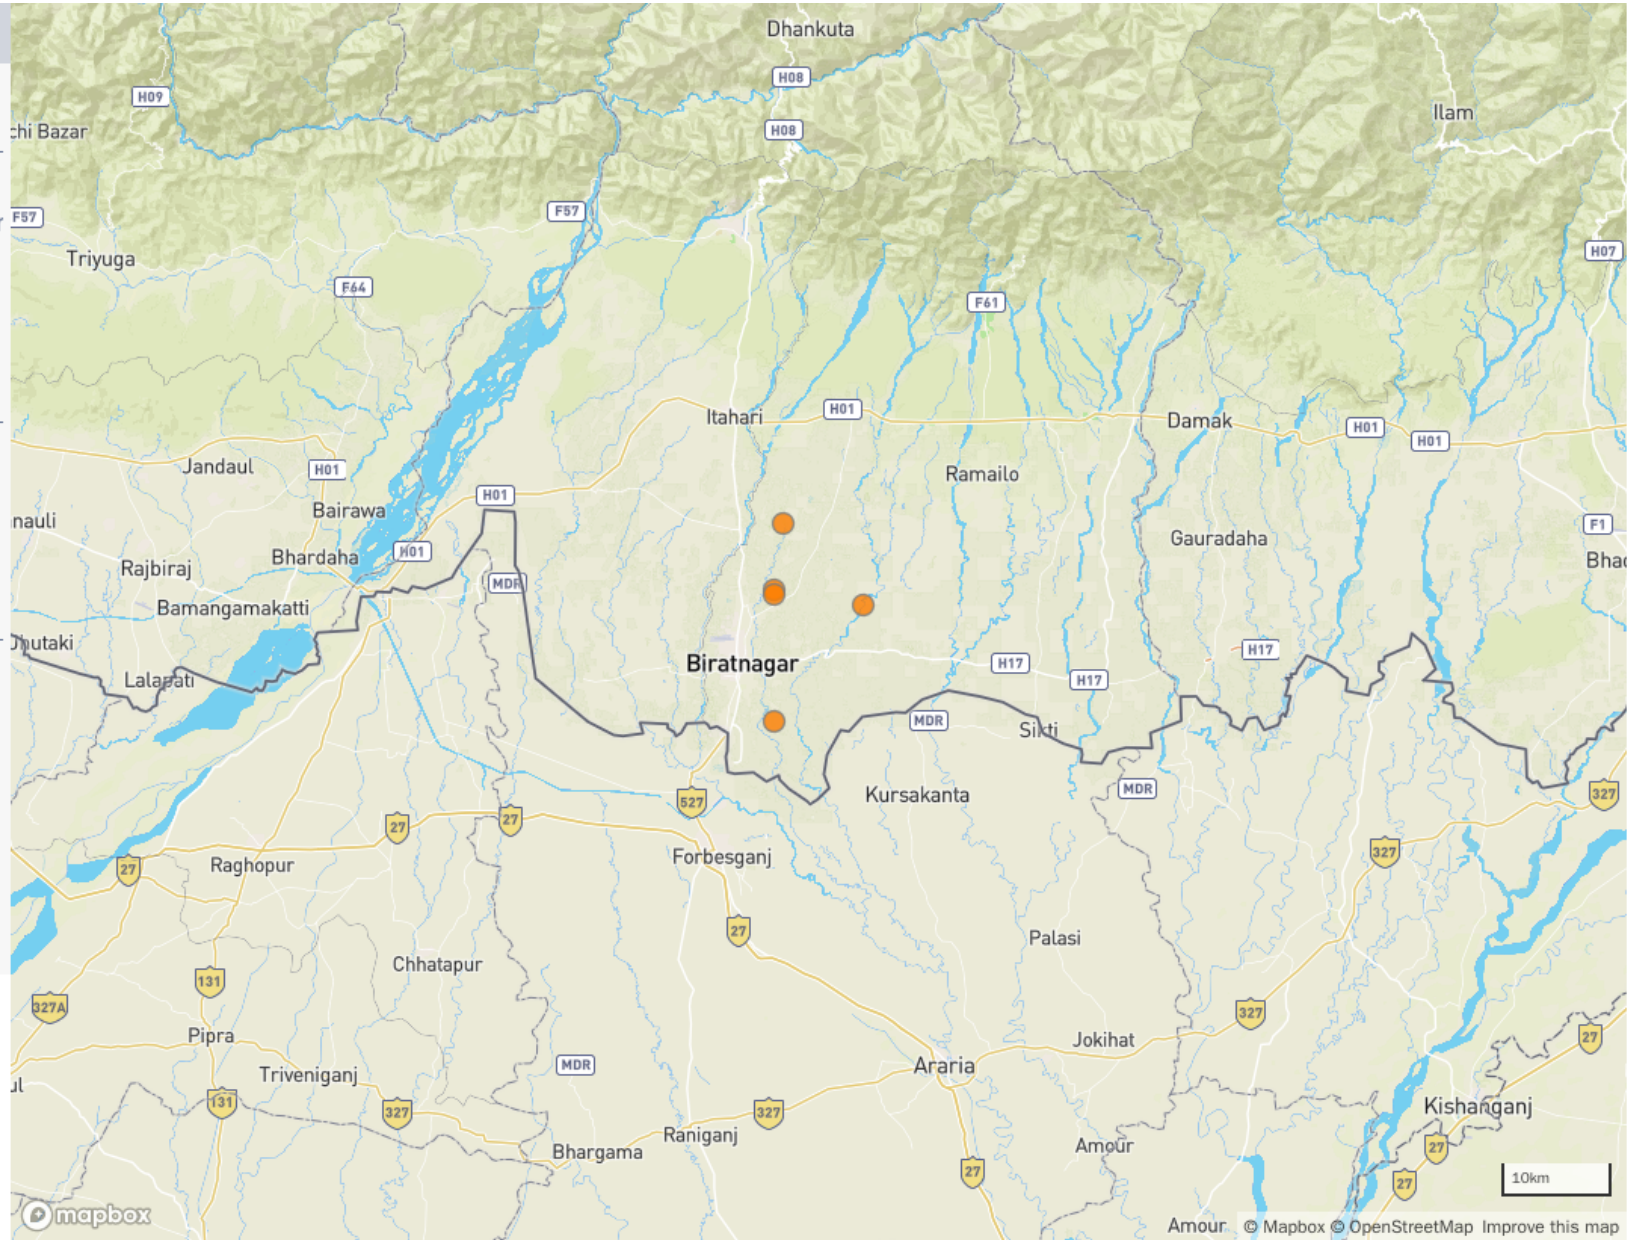 Dhankuta
H08
H09
Ilam
chi Bazar
H08
F57
F57
H07
Triyuga
F64
F61
Itahari
H01
Damak
H01
H01
Jandaul
H01
Ramailo
H01
Bairawa
nauli
F1
Gauradaha
Bhardaha
H01
Bhad
Rajbiraj
MDR
Bamangamakatti
Jhutaki
H17
Biratnagar
H17
Lalapati
H17
MDR
Sikti
MDR
Kursakanta
327
527
27
27
327
Raghopur
27
Forbesganj
27
Palasi
Chhatapur
131
327A
327
Pipra
27
Jokihat
MDR
Araria
Triveniganj
ul
131
327
327
Kishanganj
Raniganj
Amour
27
Bhargama
27
27
10km
mapbox
Amour
© Mapbox © OpenStreetMap Improve this map